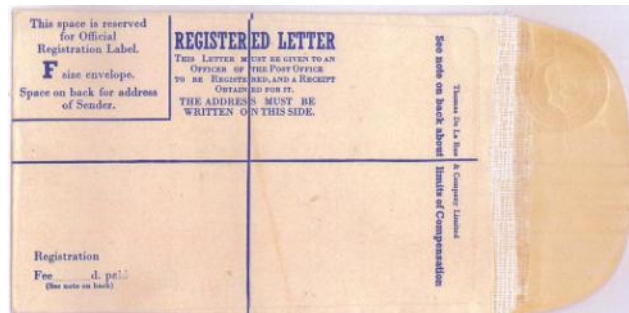 This space is reserved
for Official
Registration Label.
F size envelope.
Space on back for address
of Sender.
REGISTERED LETTER
THIS LETTER MUST BE GIVEN TO AN
OFFICER OF THE POST OFFICE
TO BE REGISTERED, AND A RECEIPT
OBTAINED FOR IT.
THE ADDRESS MUST BE
WRITTEN ON THIS SIDE.
Thomas De La Rue & Company Limited
See note on back about limits of Compensation
Registration
Fee d. paid
(See note on back)